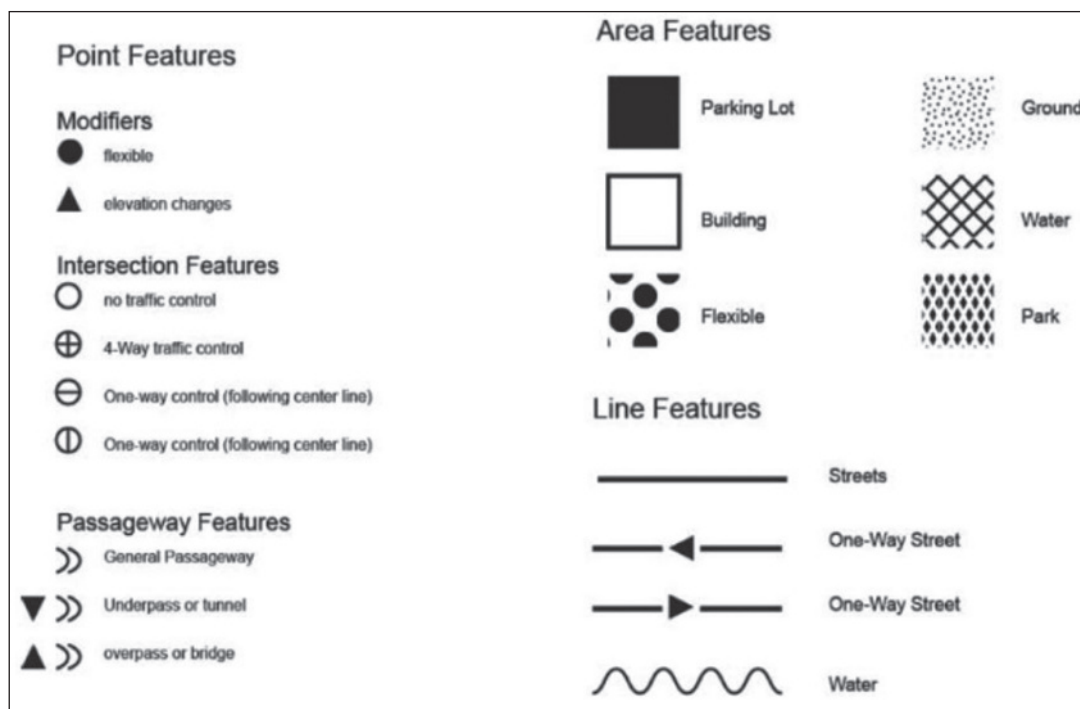 Point Features
Modifiers
flexible
elevation changes
Intersection Features
no traffic control
4-Way traffic control
One-way control (following center line)
One-way control (following center line)
Passageway Features
General Passageway
Underpass or tunnel
overpass or bridge
Area Features
Parking Lot
Ground
Building
Water
Flexible
Park
Line Features
Streets
One-Way Street
One-Way Street
Water